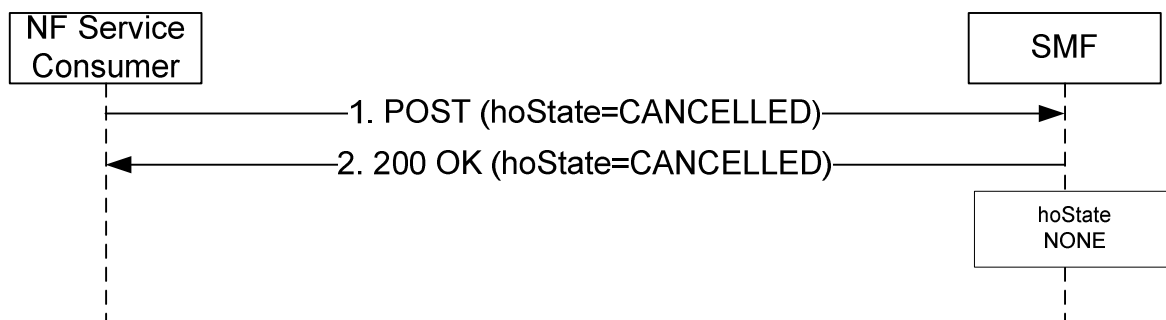 NF Service
Consumer
SMF
1. POST (hoState=CANCELLED)
2. 200 OK (hoState=CANCELLED)
hoState
NONE